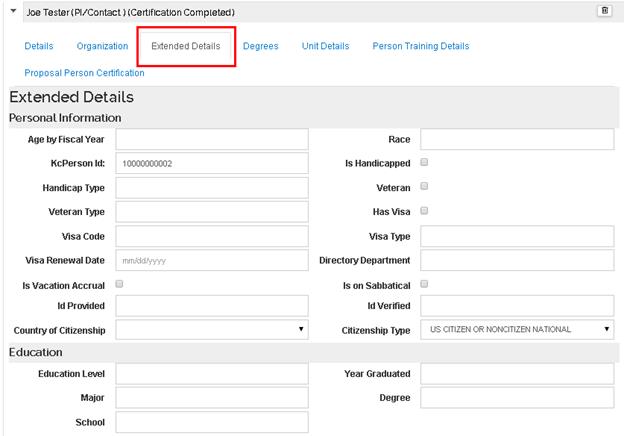 Joe Tester (PI/Contact ) (Certification Completed)
Details Organization Extended Details Degrees Unit Details Person Training Details
Proposal Person Certification
Extended Details
Personal Information
Age by Fiscal Year Race
KcPerson Id: 10000000002 Is Handicapped
Handicap Type Veteran
Veteran Type Has Visa
Visa Code Visa Type
Visa Renewal Date mm/dd/yyyy Directory Department
Is Vacation Accrual Is on Sabbatical
Id Provided Id Verified
Country of Citizenship Citizenship Type US CITIZEN OR NONCITIZEN NATIONAL
Education
Education Level Year Graduated
Major Degree
School